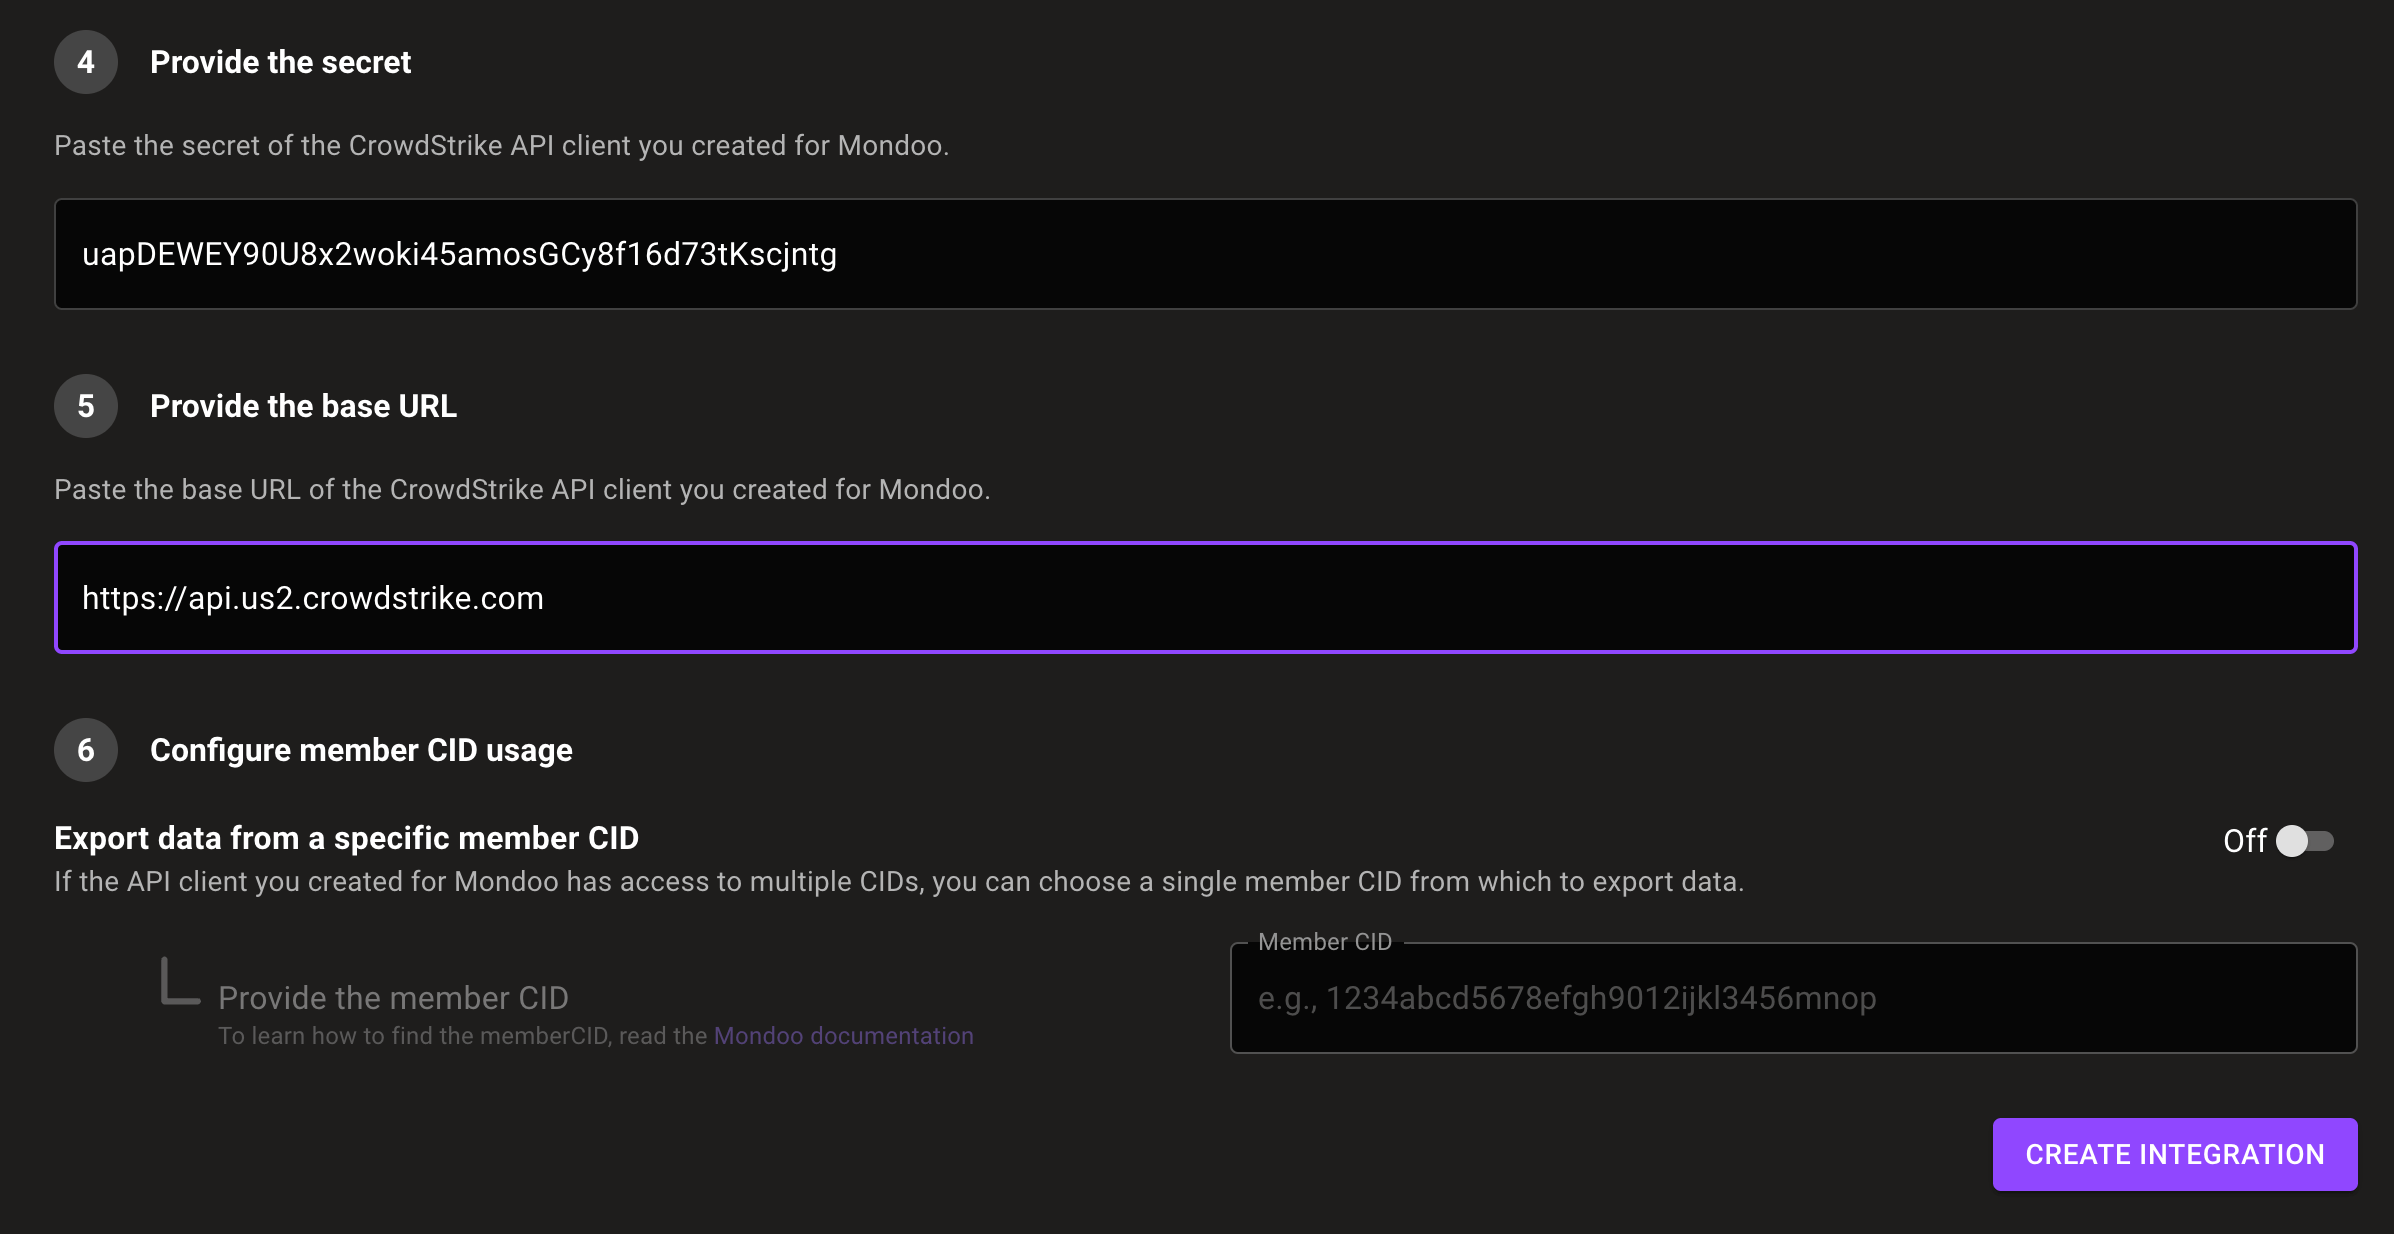 4 Provide the secret
Paste the secret of the CrowdStrike API client you created for Mondoo.
uapDEWEY90U8x2woki45amosGCy8f16d73tKscjntg
5 Provide the base URL
Paste the base URL of the CrowdStrike API client you created for Mondoo.
https://api.us2.crowdstrike.com
6 Configure member CID usage
Export data from a specific member CID
Off
If the API client you created for Mondoo has access to multiple CIDs, you can choose a single member CID from which to export data.
Member CID
Provide the member CID
e.g., 1234abcd5678efgh9012ijkl3456mnop
To learn how to find the memberCID, read the Mondoo documentation
CREATE INTEGRATION